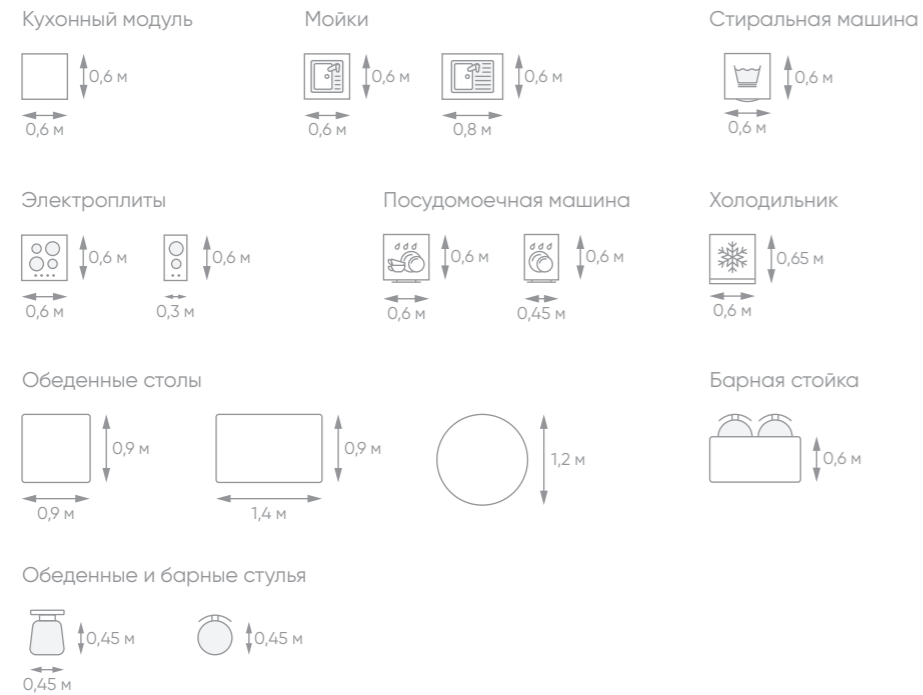 Кухонный модуль
Мойки
Стиральная машина
0,6 м
0,6 м
0,6 м
0,6 м
0,6 м
0,8 м
0,6 м
Электроплиты
Посудомоечная машина
Холодильник
0,6 м
0,6 м
0,6 м
0,6 м
0,65 м
0,6 м
0,3 м
0,6 м
0,45 м
0,6 м
Обеденные столы
Барная стойка
0,9 м
0,9 м
1,2 м
0,6 м
0,9 м
1,4 м
Обеденные и барные стулья
0,45 м
0,45 м
0,45 м